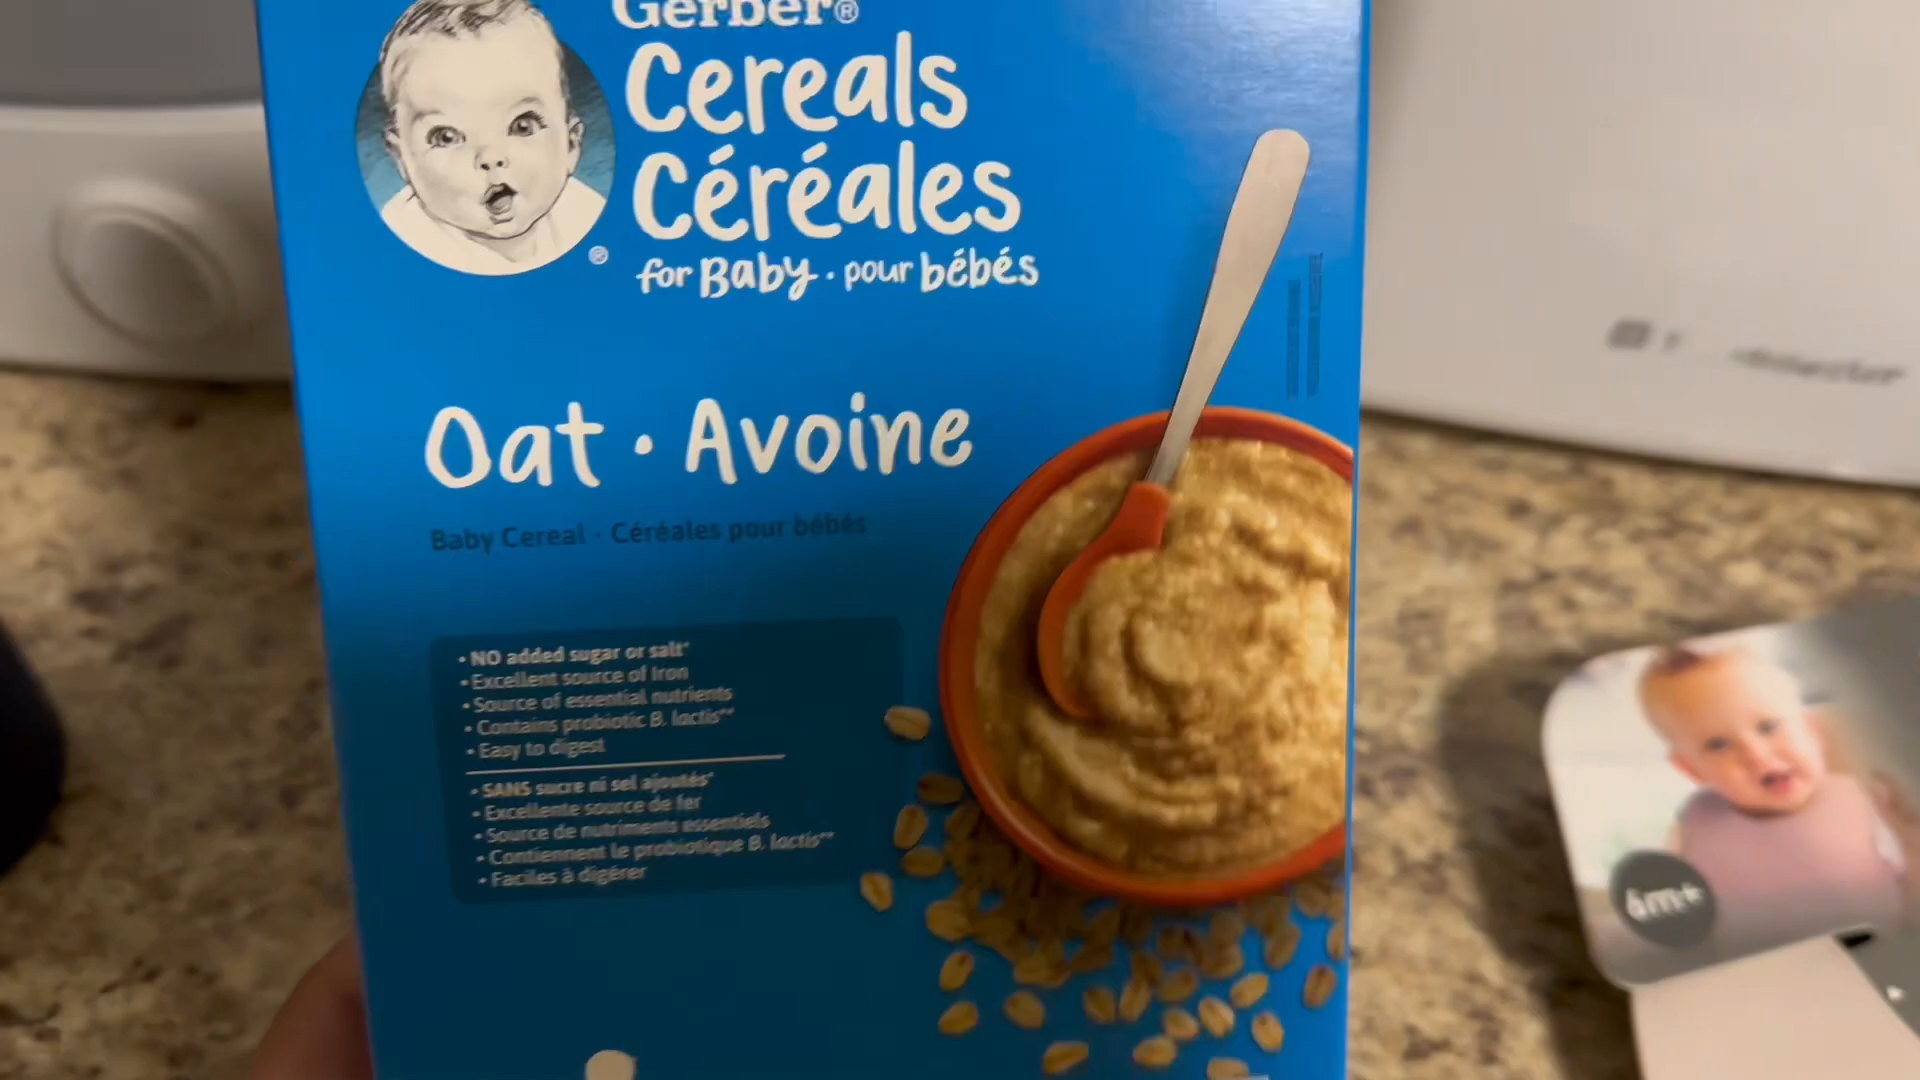 Gerber®
Cereals
Céréales
for Baby · pour bébés
®
Oat · Avoine
Baby Cereal · Céréales pour bébés
• NO added sugar or salt*
• Excellent source of Iron
• Source of essential nutrients
• Contains probiotic B. lactis**
• Easy to digest
• SANS sucre ni sel ajoutés*
• Excellente source de fer
• Source de nutriments essentiels
• Contiennent le probiotique B. lactis**
• Faciles à digérer
6m+